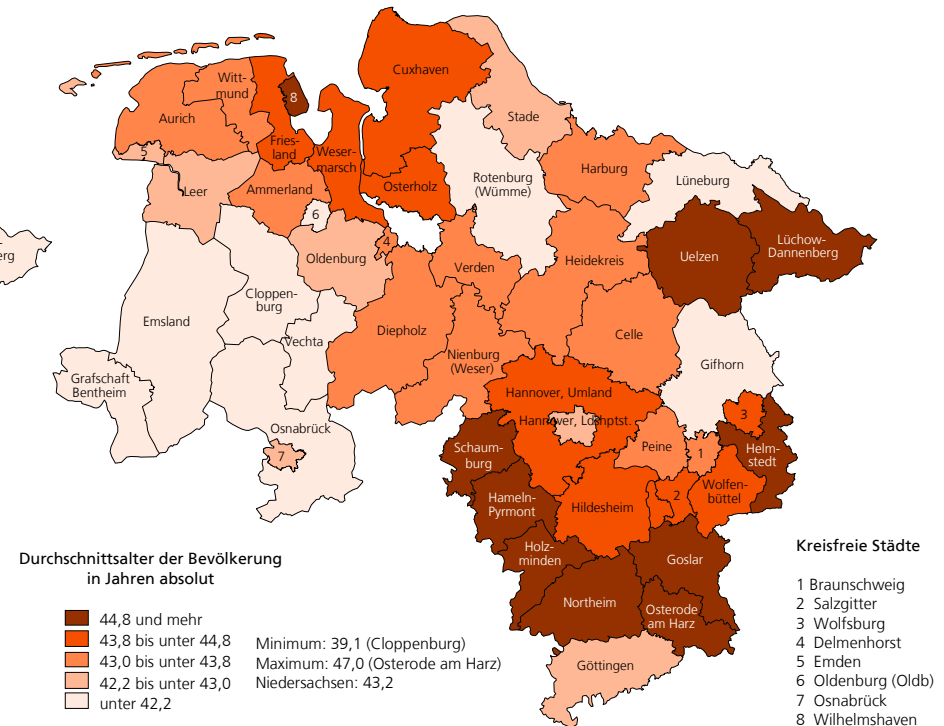 Cuxhaven
Witt-
mund
8
Aurich
Stade
Fries-
land
Weser-
marsch
5
Harburg
Leer
Ammerland
Osterholz
Rotenburg
(Wümme)
Lüneburg
6
4
Oldenburg
Verden
Heidekreis
Uelzen
Lüchow-
Dannenberg
erg
Cloppen-
burg
Emsland
Vechta
Diepholz
Nienburg
(Weser)
Celle
Gifhorn
Grafschaft
Bentheim
Hannover, Umland
Osnabrück
Hannover, Ldshptst.
3
7
Schaum-
burg
Peine
1
Helm-
stedt
Hameln-
Pyrmont
Hildesheim
2
Wolfen-
büttel
Holz-
minden
Goslar
Northeim
Osterode
am Harz
Göttingen
Durchschnittsalter der Bevölkerung
in Jahren absolut
44,8 und mehr
43,8 bis unter 44,8
43,0 bis unter 43,8
42,2 bis unter 43,0
unter 42,2
Minimum: 39,1 (Cloppenburg)
Maximum: 47,0 (Osterode am Harz)
Niedersachsen: 43,2
Kreisfreie Städte
1 Braunschweig
2 Salzgitter
3 Wolfsburg
4 Delmenhorst
5 Emden
6 Oldenburg (Oldb)
7 Osnabrück
8 Wilhelmshaven